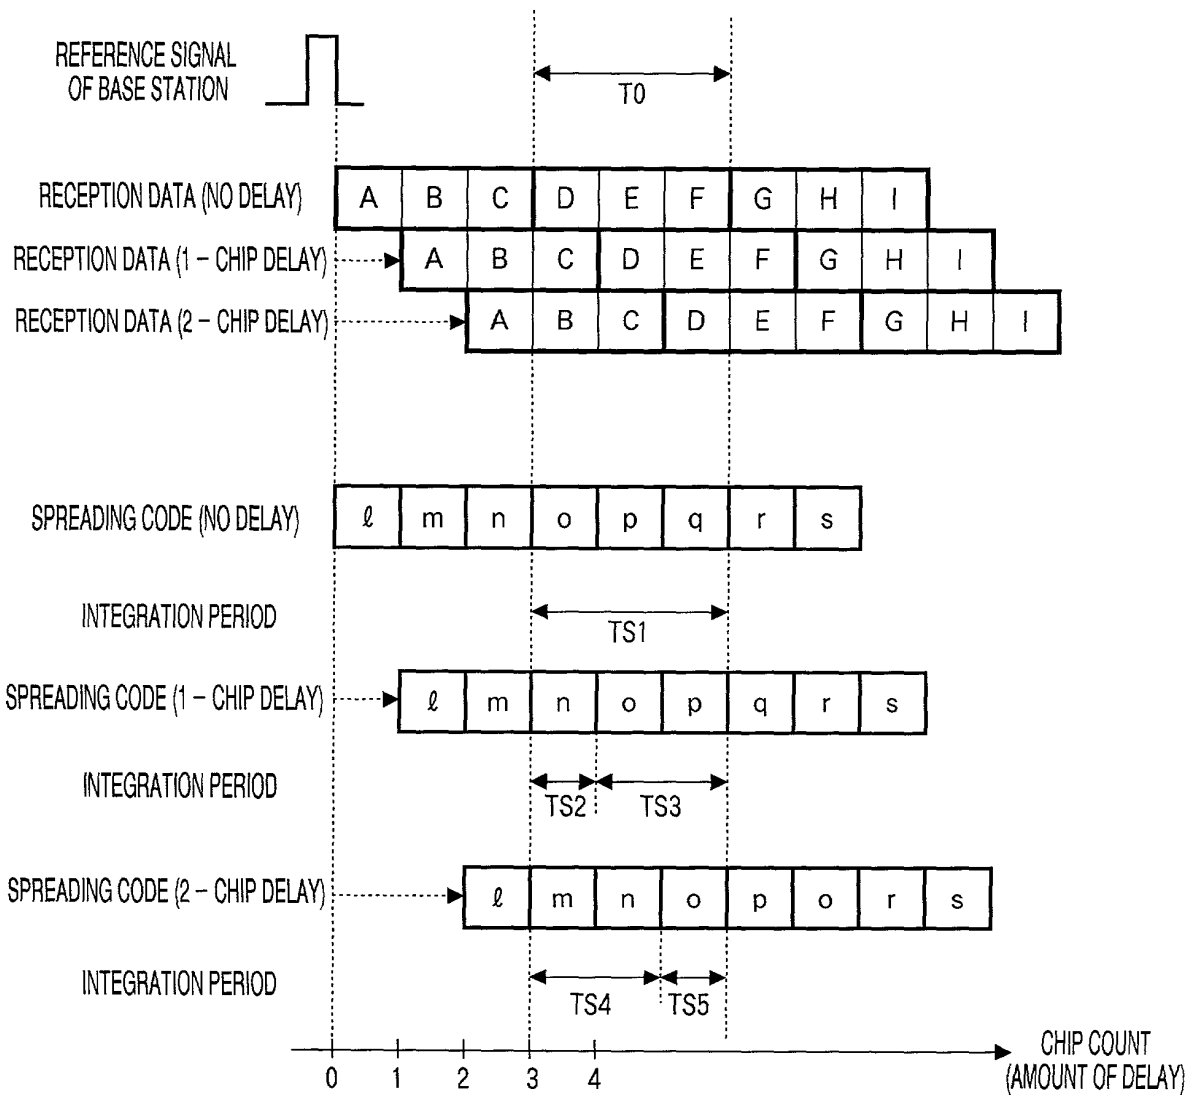 REFERENCE SIGNAL
OF BASE STATION
T0
RECEPTION DATA (NO DELAY)
A B C D E F G H I
RECEPTION DATA (1 – CHIP DELAY)
A B C D E F G H I
RECEPTION DATA (2 – CHIP DELAY)
A B C D E F G H I
SPREADING CODE (NO DELAY)
ℓ m n o p q r s
INTEGRATION PERIOD
TS1
SPREADING CODE (1 – CHIP DELAY)
ℓ m n o p q r s
INTEGRATION PERIOD
TS2 TS3
SPREADING CODE (2 – CHIP DELAY)
ℓ m n o p o r s
INTEGRATION PERIOD
TS4 TS5
0 1 2 3 4
CHIP COUNT
(AMOUNT OF DELAY)